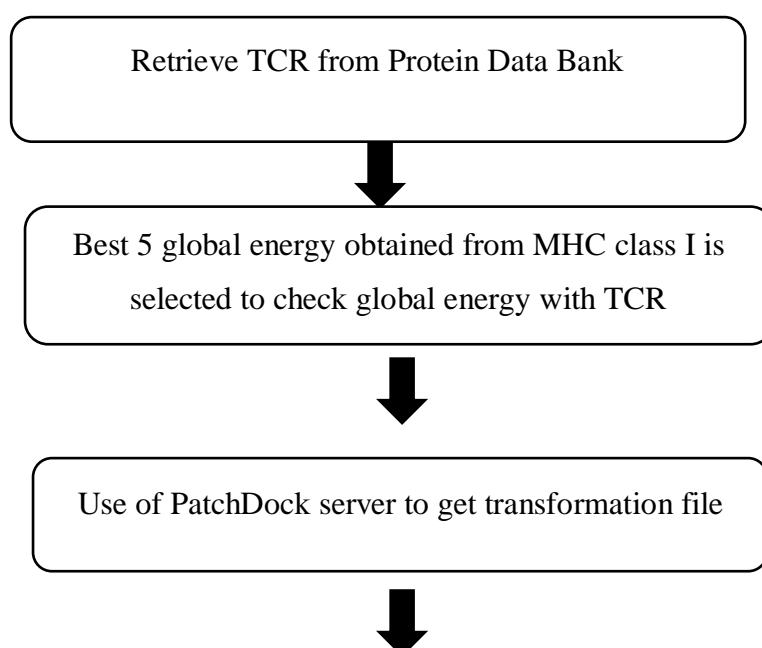 Retrieve TCR from Protein Data Bank
Best 5 global energy obtained from MHC class I is
selected to check global energy with TCR
Use of PatchDock server to get transformation file